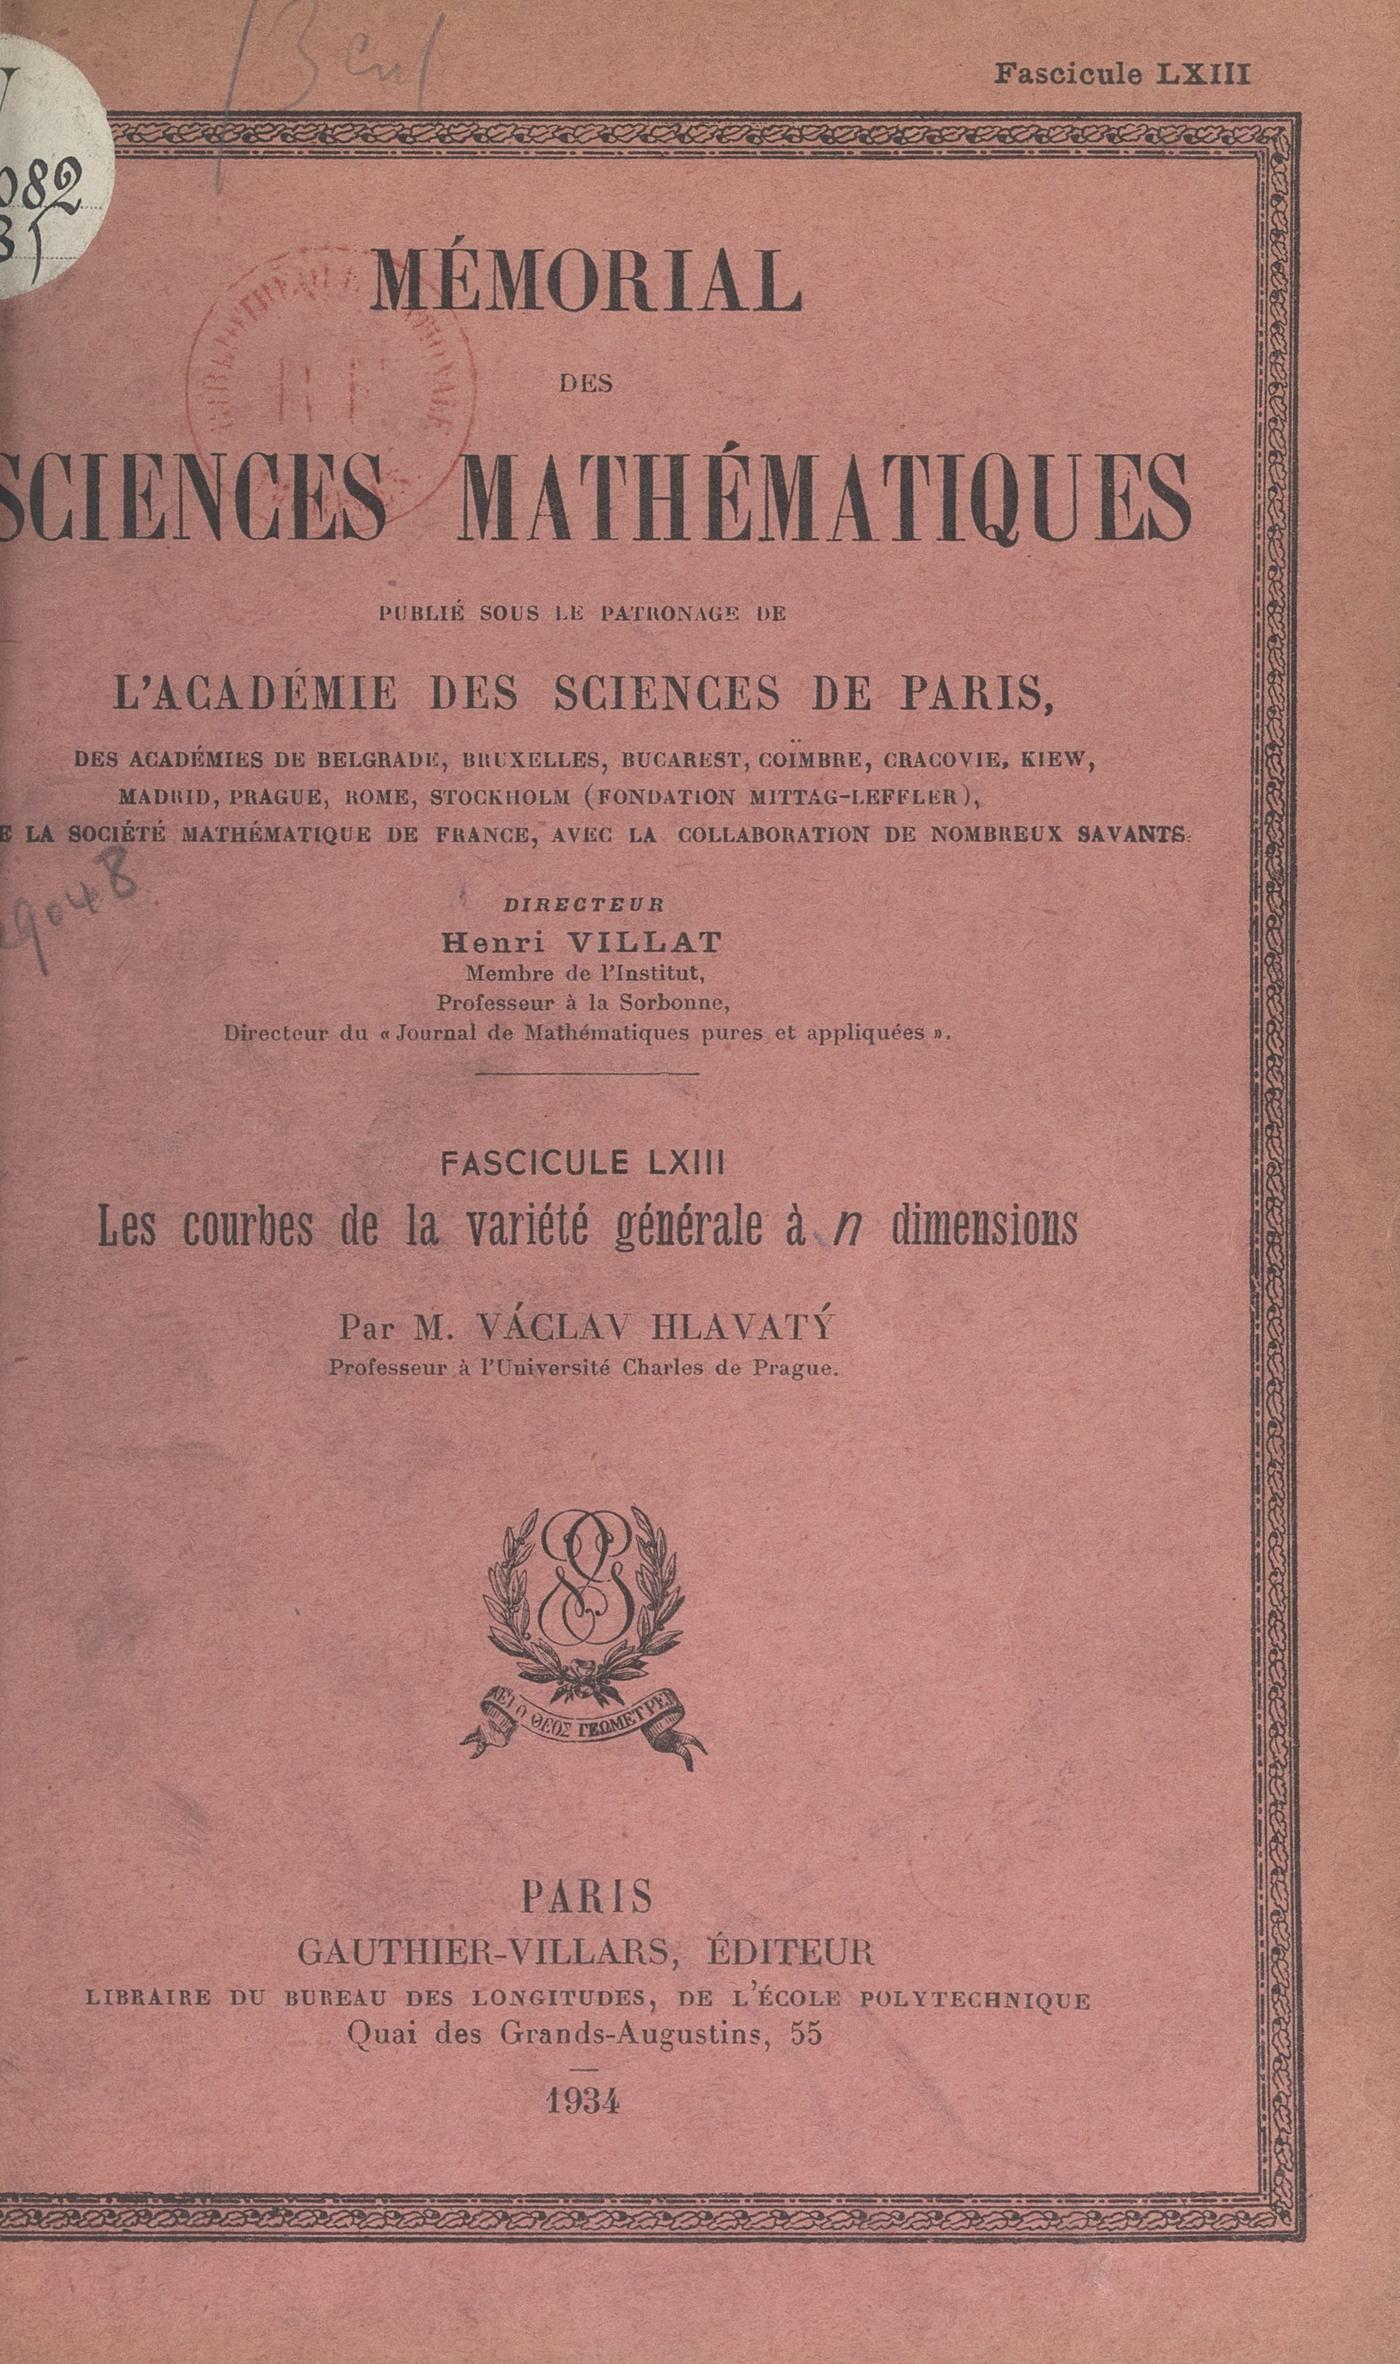 Fascicule LXIII
082
MÉMORIAL
DES
SCIENCES MATHÉMATIQUES
PUBLIÉ SOUS LE PATRONAGE DE
L'ACADÉMIE DES SCIENCES DE PARIS,
DES ACADÉMIES DE BELGRADE, BRUXELLES, BUCAREST, COÏMBRE, CRACOVIE, KIEW,
MADRID, PRAGUE, ROME, STOCKHOLM (FONDATION MITTAG-LEFFLER),
E LA SOCIÉTÉ MATHÉMATIQUE DE FRANCE, AVEC LA COLLABORATION DE NOMBREUX SAVANTS.
9048
DIRECTEUR
Henri VILLAT
Membre de l'Institut,
Professeur à la Sorbonne,
Directeur du « Journal de Mathématiques pures et appliquées ».
FASCICULE LXIII
Les courbes de la variété générale à n dimensions
Par M. VÁCLAV HLAVATÝ
Professeur à l'Université Charles de Prague.
ΑΕΙ Ο ΘΕΟΣ ΓΕΩΜΕΤΡΕΙ
PARIS
GAUTHIER-VILLARS, ÉDITEUR
LIBRAIRE DU BUREAU DES LONGITUDES, DE L'ÉCOLE POLYTECHNIQUE
Quai des Grands-Augustins, 55
1934